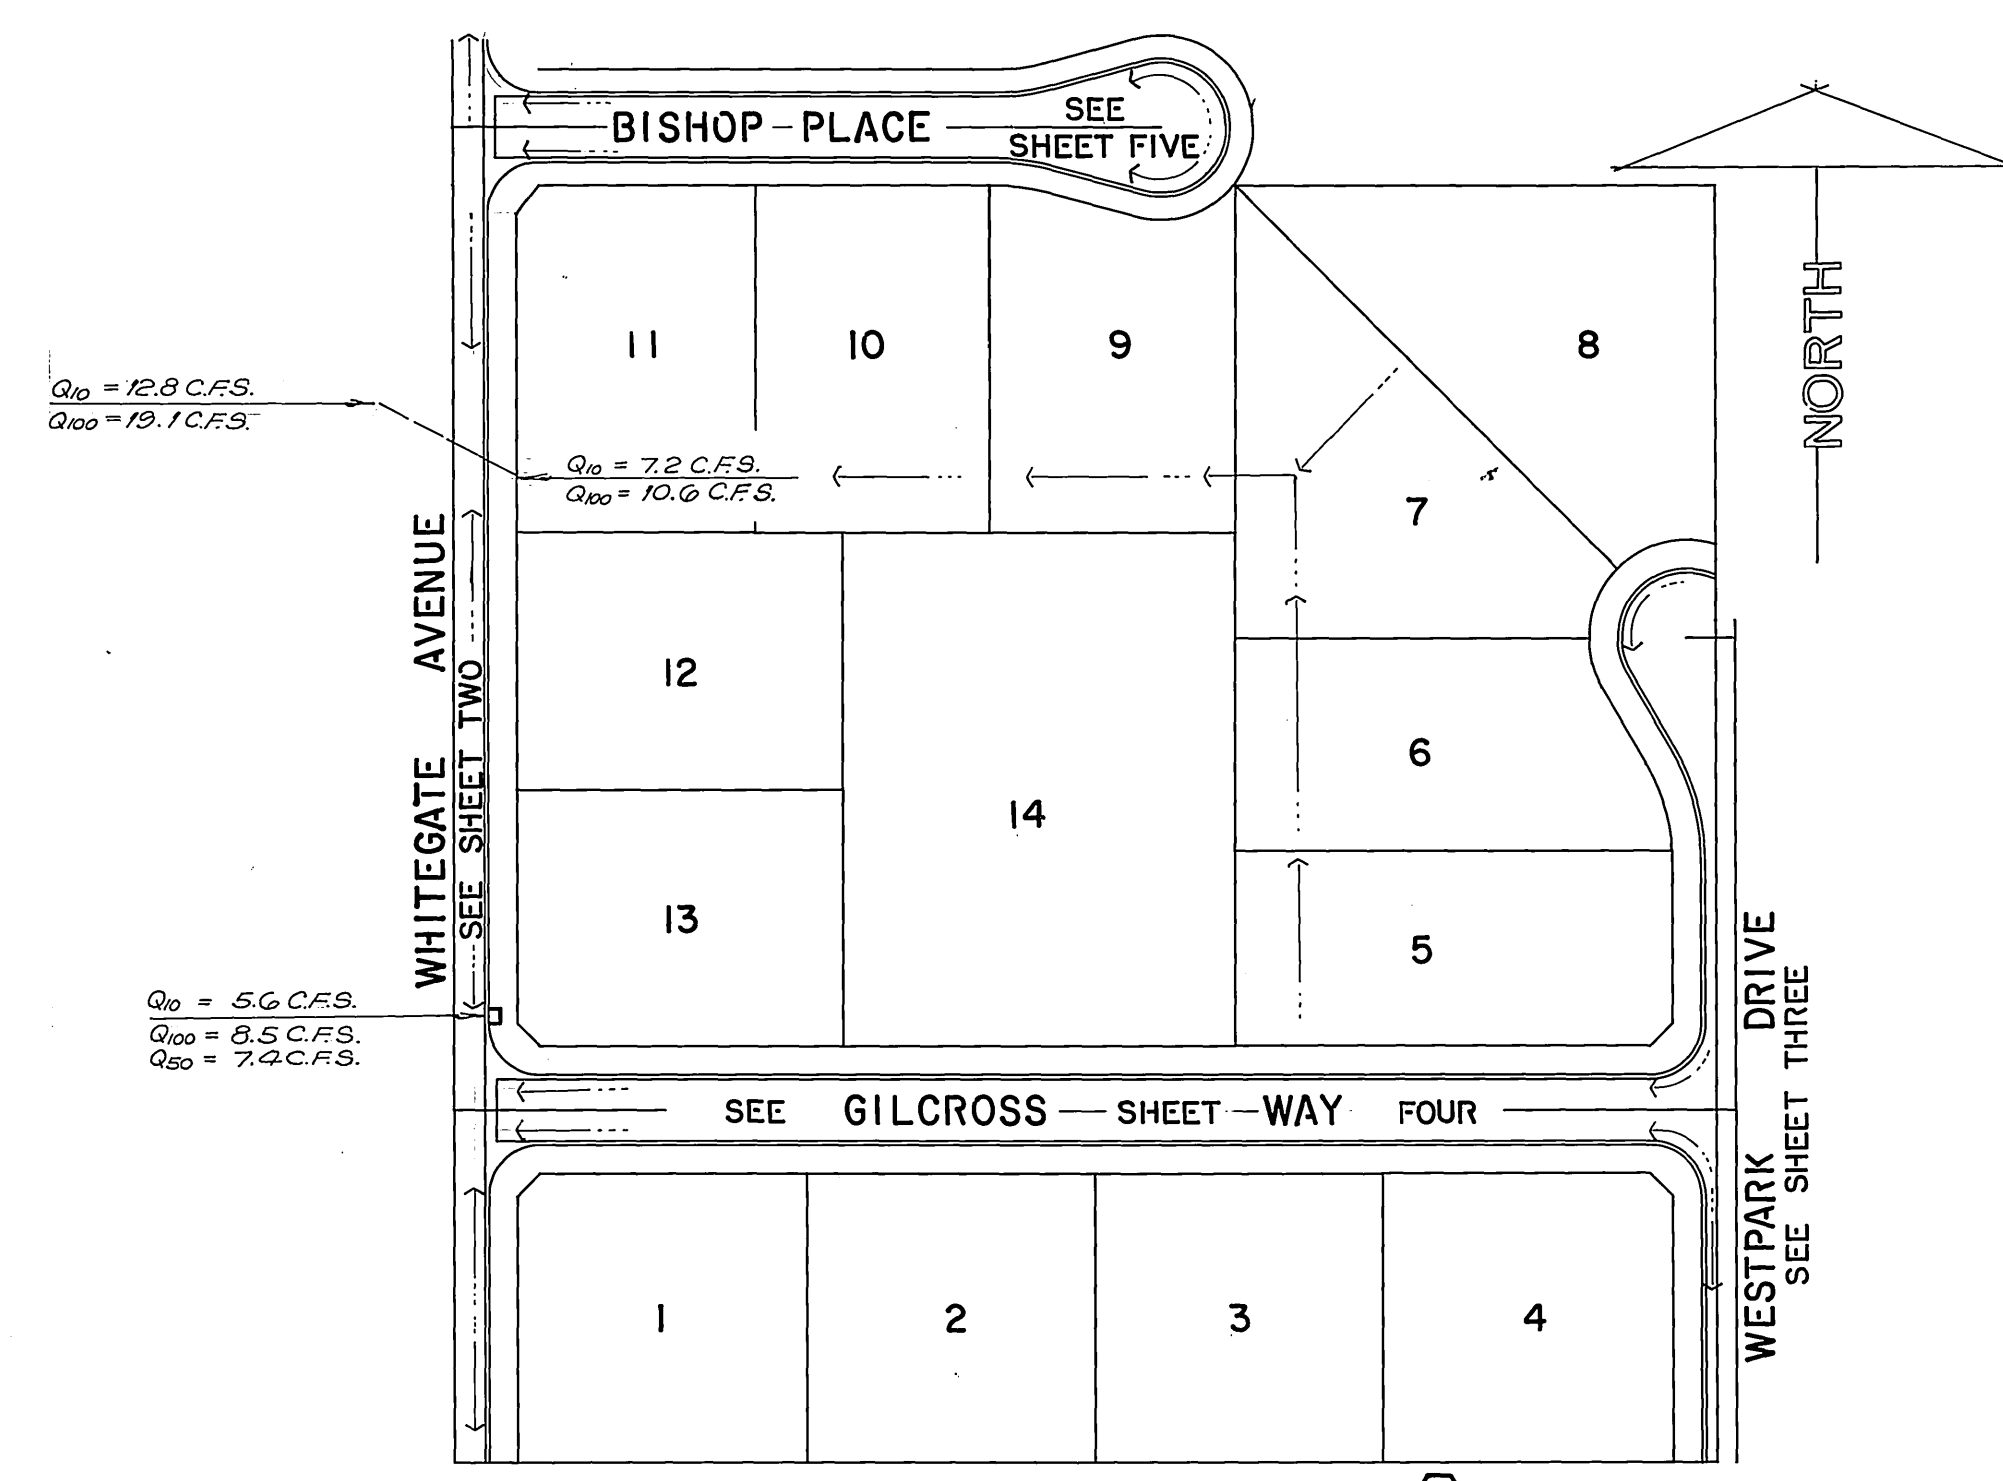 BISHOP PLACE
SEE
SHEET FIVE
NORTH
11
10
9
8
Q10 = 12.8 C.F.S.
Q100 = 19.1 C.F.S.
Q10 = 7.2 C.F.S.
Q100 = 10.6 C.F.S.
7
WHITEGATE AVENUE
SEE SHEET TWO
12
14
6
13
5
Q10 = 5.6 C.F.S.
Q100 = 8.5 C.F.S.
Q50 = 7.4 C.F.S.
SEE GILCROSS SHEET WAY FOUR
WESTPARK DRIVE
SEE SHEET THREE
1
2
3
4